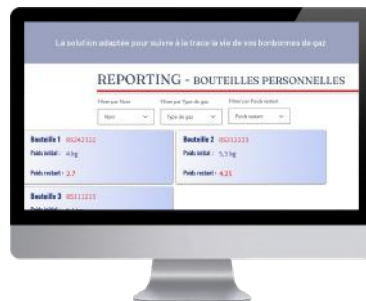 La solution adaptée pour suivre à la trace la vie de vos bonbonnes de gaz
REPORTING - BOUTEILLES PERSONNELLES
Filtrer par Nom Filtrer par Type de gaz Filtrer par Poids restant
Nom Type de gaz Poids restant
Bouteille 1 Bouteille 2
Poids initial : 4 kg Poids initial : 5,5 kg
Poids restant : 2.7 Poids restant : 4.25
Bouteille 3